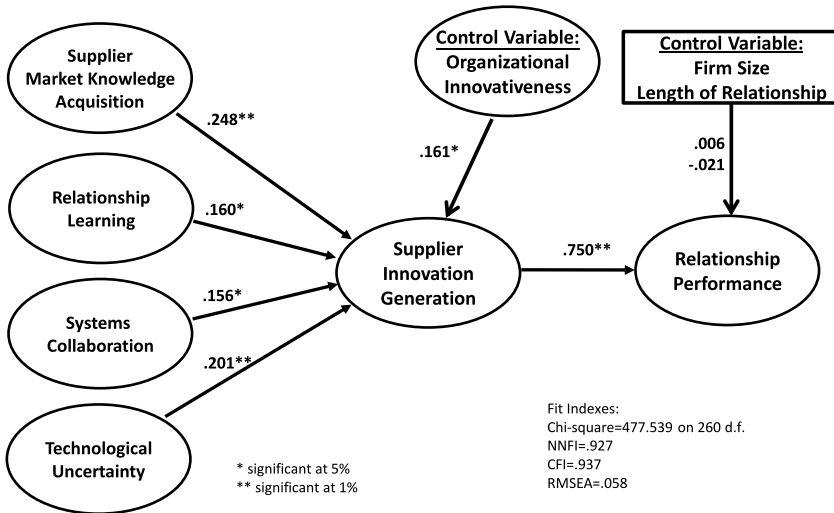 Supplier
Market Knowledge
Acquisition
.248**
Relationship
Learning
.160*
Systems
Collaboration
.156*
Technological
Uncertainty
.201**
Control Variable:
Organizational
Innovativeness
.161*
Supplier
Innovation
Generation
.750**
Control Variable:
Firm Size
Length of Relationship
.006
-.021
Relationship
Performance
* significant at 5%
** significant at 1%
Fit Indexes:
Chi-square=477.539 on 260 d.f.
NNFI=.927
CFI=.937
RMSEA=.058